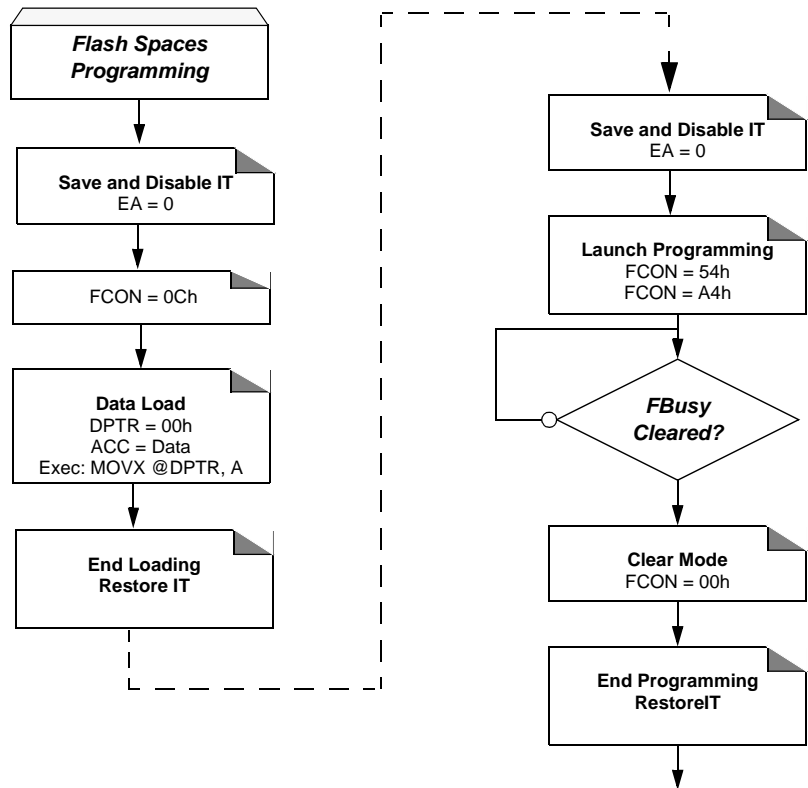 Flash Spaces
Programming
Save and Disable IT
EA = 0
FCON = 0Ch
Data Load
DPTR = 00h
ACC = Data
Exec: MOVX @DPTR, A
End Loading
Restore IT
Save and Disable IT
EA = 0
Launch Programming
FCON = 54h
FCON = A4h
FBusy
Cleared?
Clear Mode
FCON = 00h
End Programming
RestoreIT